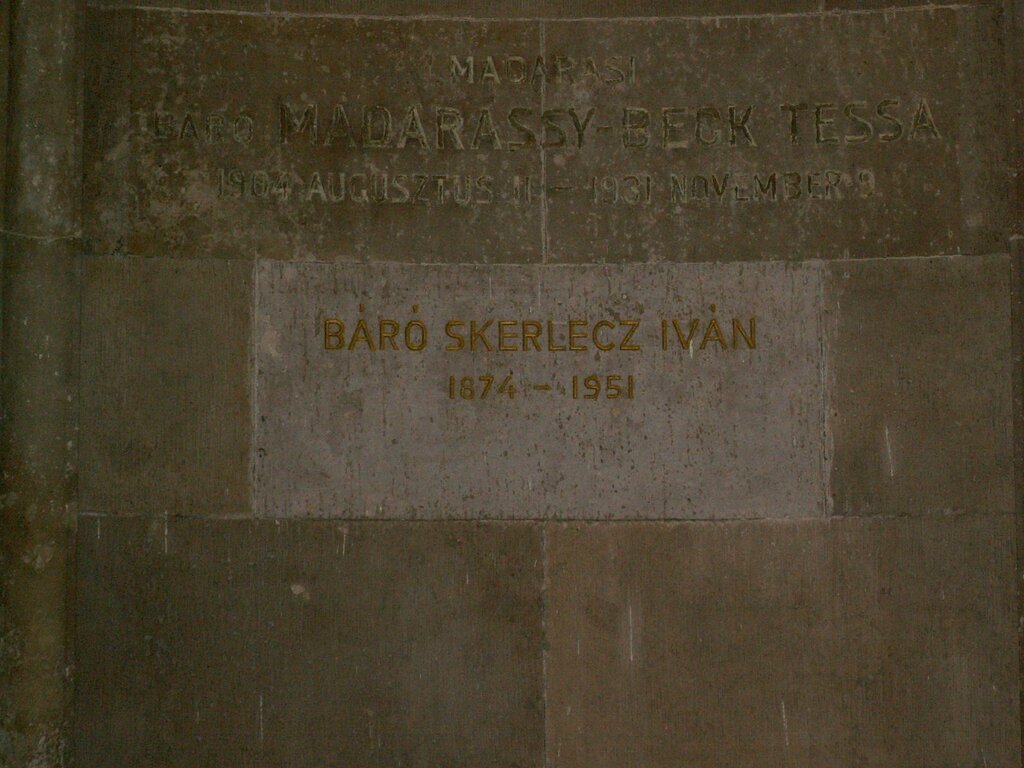 MADARASI
BÁRÓ MADARASSY-BECK TESSA
1904 AUGUSZTUS 11 – 1931 NOVEMBER 9.
BÁRÓ SKERLECZ IVÁN
1874 – 1951